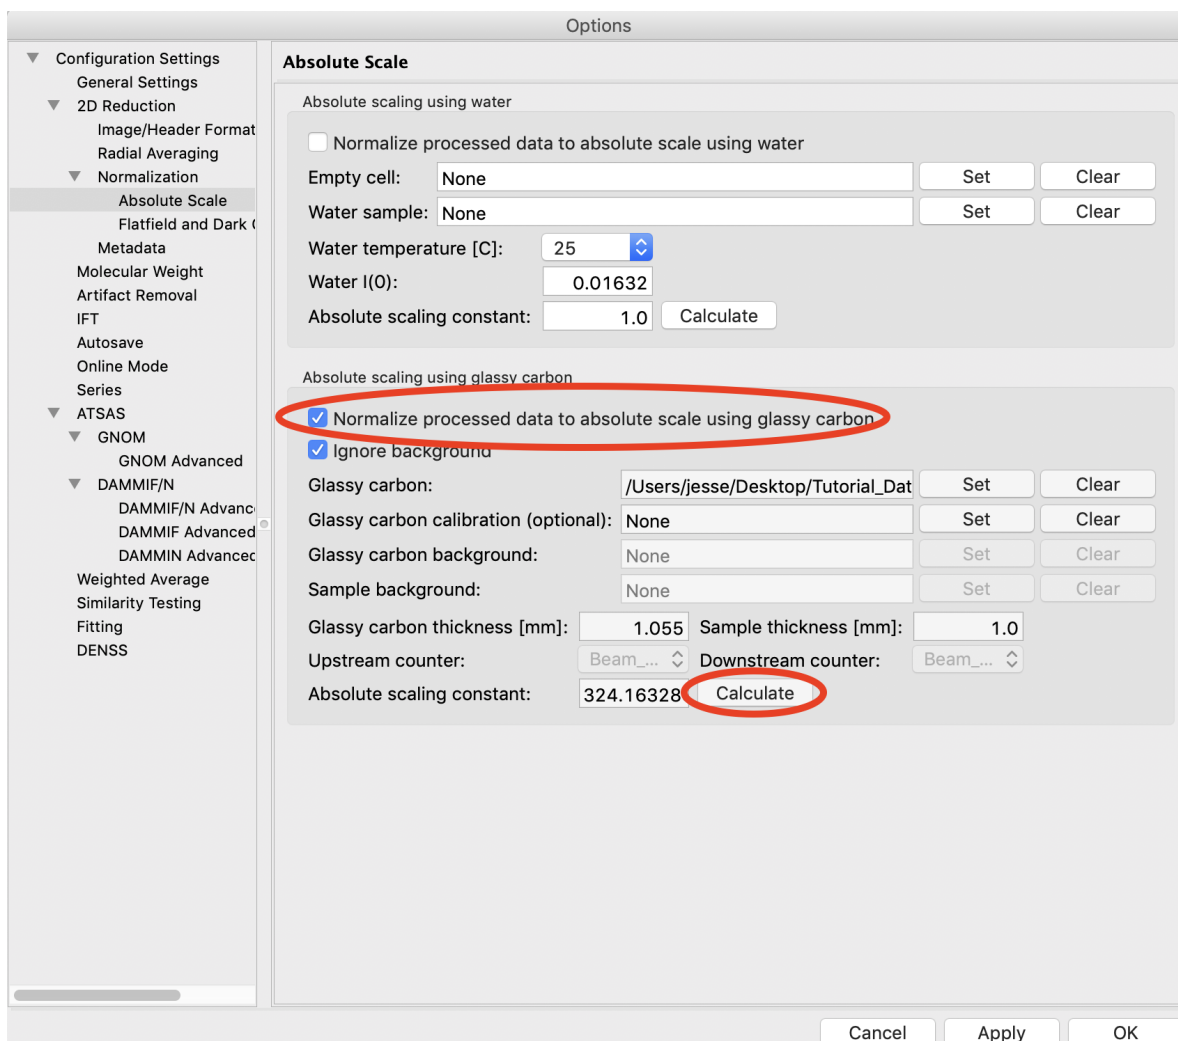 Options
Configuration Settings
General Settings
2D Reduction
Image/Header Format
Radial Averaging
Normalization
Absolute Scale
Flatfield and Dark
Metadata
Molecular Weight
Artifact Removal
IFT
Autosave
Online Mode
Series
ATSAS
GNOM
GNOM Advanced
DAMMIF/N
DAMMIF/N Advanc
DAMMIF Advanced
DAMMIN Advanced
Weighted Average
Similarity Testing
Fitting
DENSS
Absolute Scale
Absolute scaling using water
Normalize processed data to absolute scale using water
Empty cell: None Set Clear
Water sample: None Set Clear
Water temperature [C]: 25
Water I(0): 0.01632
Absolute scaling constant: 1.0 Calculate
Absolute scaling using glassy carbon
Normalize processed data to absolute scale using glassy carbon
Ignore background
Glassy carbon: /Users/jesse/Desktop/Tutorial_Dat Set Clear
Glassy carbon calibration (optional): None Set Clear
Glassy carbon background: None Set Clear
Sample background: None Set Clear
Glassy carbon thickness [mm]: 1.055 Sample thickness [mm]: 1.0
Upstream counter: Beam_... Downstream counter: Beam_...
Absolute scaling constant: 324.16328 Calculate
Cancel Apply OK